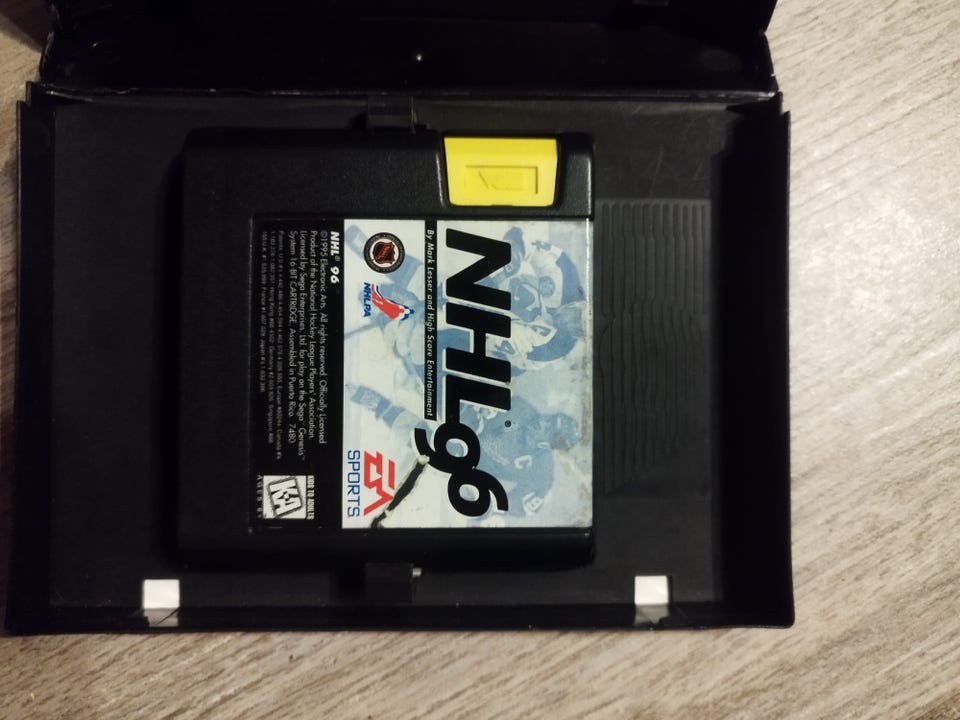 NHL 96
By Mark Lesser and High Score Entertainment
NHLPA
EA
SPORTS
NHL® 96
©1995 Electronic Arts. All rights reserved. Officially Licensed
Product of the National Hockey League Players' Association.
Licensed by Sega Enterprises, Ltd. for play on the Sega™ Genesis™
System. 16-BIT CARTRIDGE. Assembled in Puerto Rico. 7480
KIDS TO ADULTS
K-A
AGES 6+